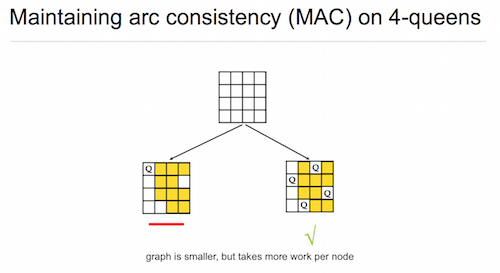 Maintaining arc consistency (MAC) on 4-queens
Q
Q
Q
Q
Q
graph is smaller, but takes more work per node